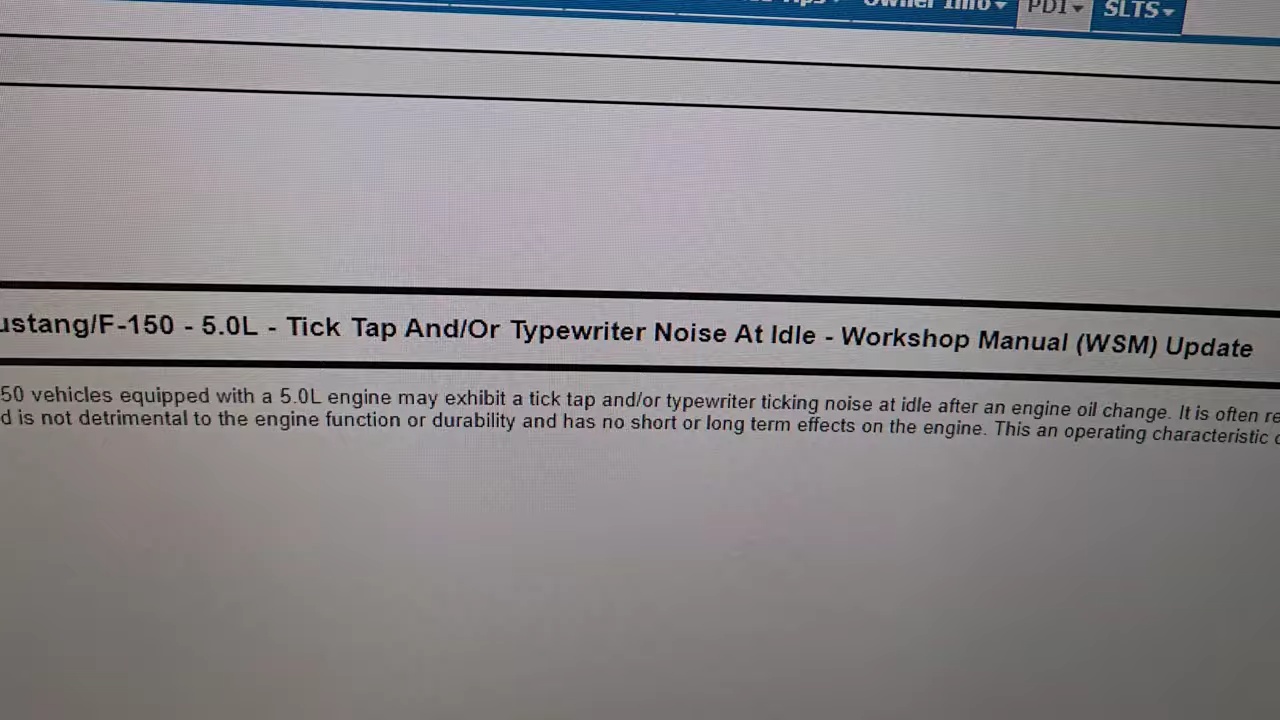 Owner Info PDI SLTS
ustang/F-150 - 5.0L - Tick Tap And/Or Typewriter Noise At Idle - Workshop Manual (WSM) Update
50 vehicles equipped with a 5.0L engine may exhibit a tick tap and/or typewriter ticking noise at idle after an engine oil change. It is often re
d is not detrimental to the engine function or durability and has no short or long term effects on the engine. This an operating characteristic